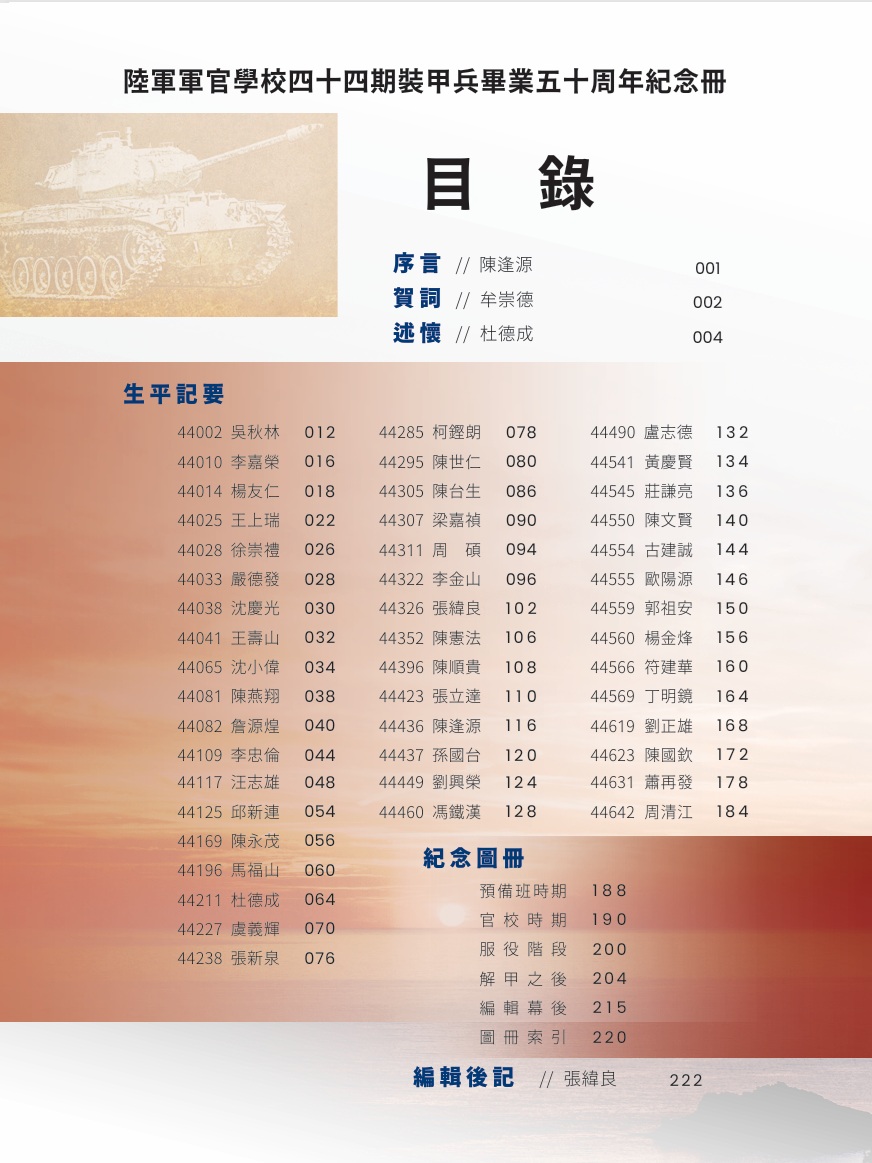 陸軍軍官學校四十四期裝甲兵畢業五十周年紀念冊
目 錄
序言 // 陳逢源 001
賀詞 // 牟崇德 002
述懷 // 杜德成 004
生平記要
44002 吳秋林 012
44010 李嘉榮 016
44014 楊友仁 018
44025 王上瑞 022
44028 徐崇禮 026
44033 嚴德發 028
44038 沈慶光 030
44041 王壽山 032
44065 沈小偉 034
44081 陳燕翔 038
44082 詹源煌 040
44109 李忠倫 044
44117 汪志雄 048
44125 邱新連 054
44169 陳永茂 056
44196 馬福山 060
44211 杜德成 064
44227 虞義輝 070
44238 張新泉 076
44285 柯鏗朗 078
44295 陳世仁 080
44305 陳台生 086
44307 梁嘉禎 090
44311 周 碩 094
44322 李金山 096
44326 張緯良 102
44352 陳憲法 106
44396 陳順貴 108
44423 張立達 110
44436 陳逢源 116
44437 孫國台 120
44449 劉興榮 124
44460 馮鐵漢 128
44490 盧志德 132
44541 黃慶賢 134
44545 莊謙亮 136
44550 陳文賢 140
44554 古建誠 144
44555 歐陽源 146
44559 郭祖安 150
44560 楊金烽 156
44566 符建華 160
44569 丁明鏡 164
44619 劉正雄 168
44623 陳國欽 172
44631 蕭再發 178
44642 周清江 184
紀念圖冊
預備班時期 188
官校時期 190
服役階段 200
解甲之後 204
編輯幕後 215
圖冊索引 220
編輯後記 // 張緯良 222